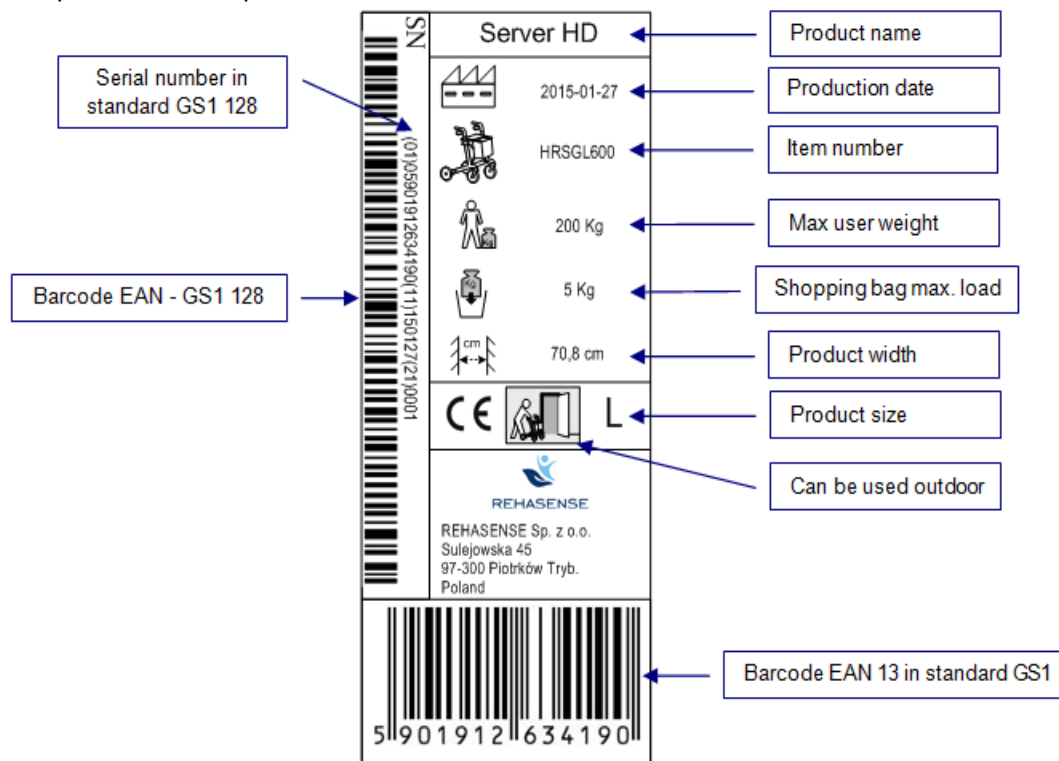 SN
Server HD
Product name
Serial number in
standard GS1 128
2015-01-27
Production date
(01)05901912634190(11)150127(21)0001
HRSGL600
Item number
200 Kg
Max user weight
Kg
5 Kg
Shopping bag max. load
Barcode EAN - GS1 128
cm
70,8 cm
Product width
CE
L
Product size
Can be used outdoor
REHASENSE
REHASENSE Sp. z o.o.
Sulejowska 45
97-300 Piotrków Tryb.
Poland
Barcode EAN 13 in standard GS1
5 901912 634190